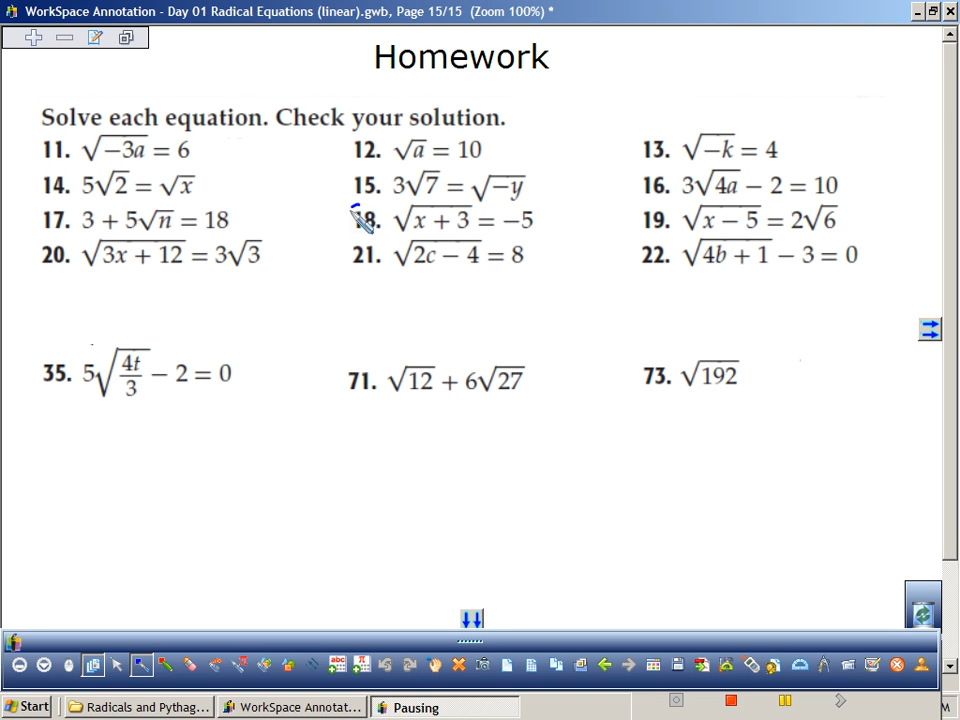 WorkSpace Annotation - Day 01 Radical Equations (linear).gwb, Page 15/15 (Zoom 100%) *
Homework
Solve each equation. Check your solution.
11. √(−3a) = 6 12. √a = 10 13. √(−k) = 4
14. 5√2 = √x 15. 3√7 = √(−y) 16. 3√(4a) − 2 = 10
17. 3 + 5√n = 18 18. √(x + 3) = −5 19. √(x − 5) = 2√6
20. √(3x + 12) = 3√3 21. √(2c − 4) = 8 22. √(4b + 1) − 3 = 0
35. 5√(4t/3) − 2 = 0 71. √12 + 6√27 73. √192
abc π
Start Radicals and Pythag... WorkSpace Annotat... Pausing